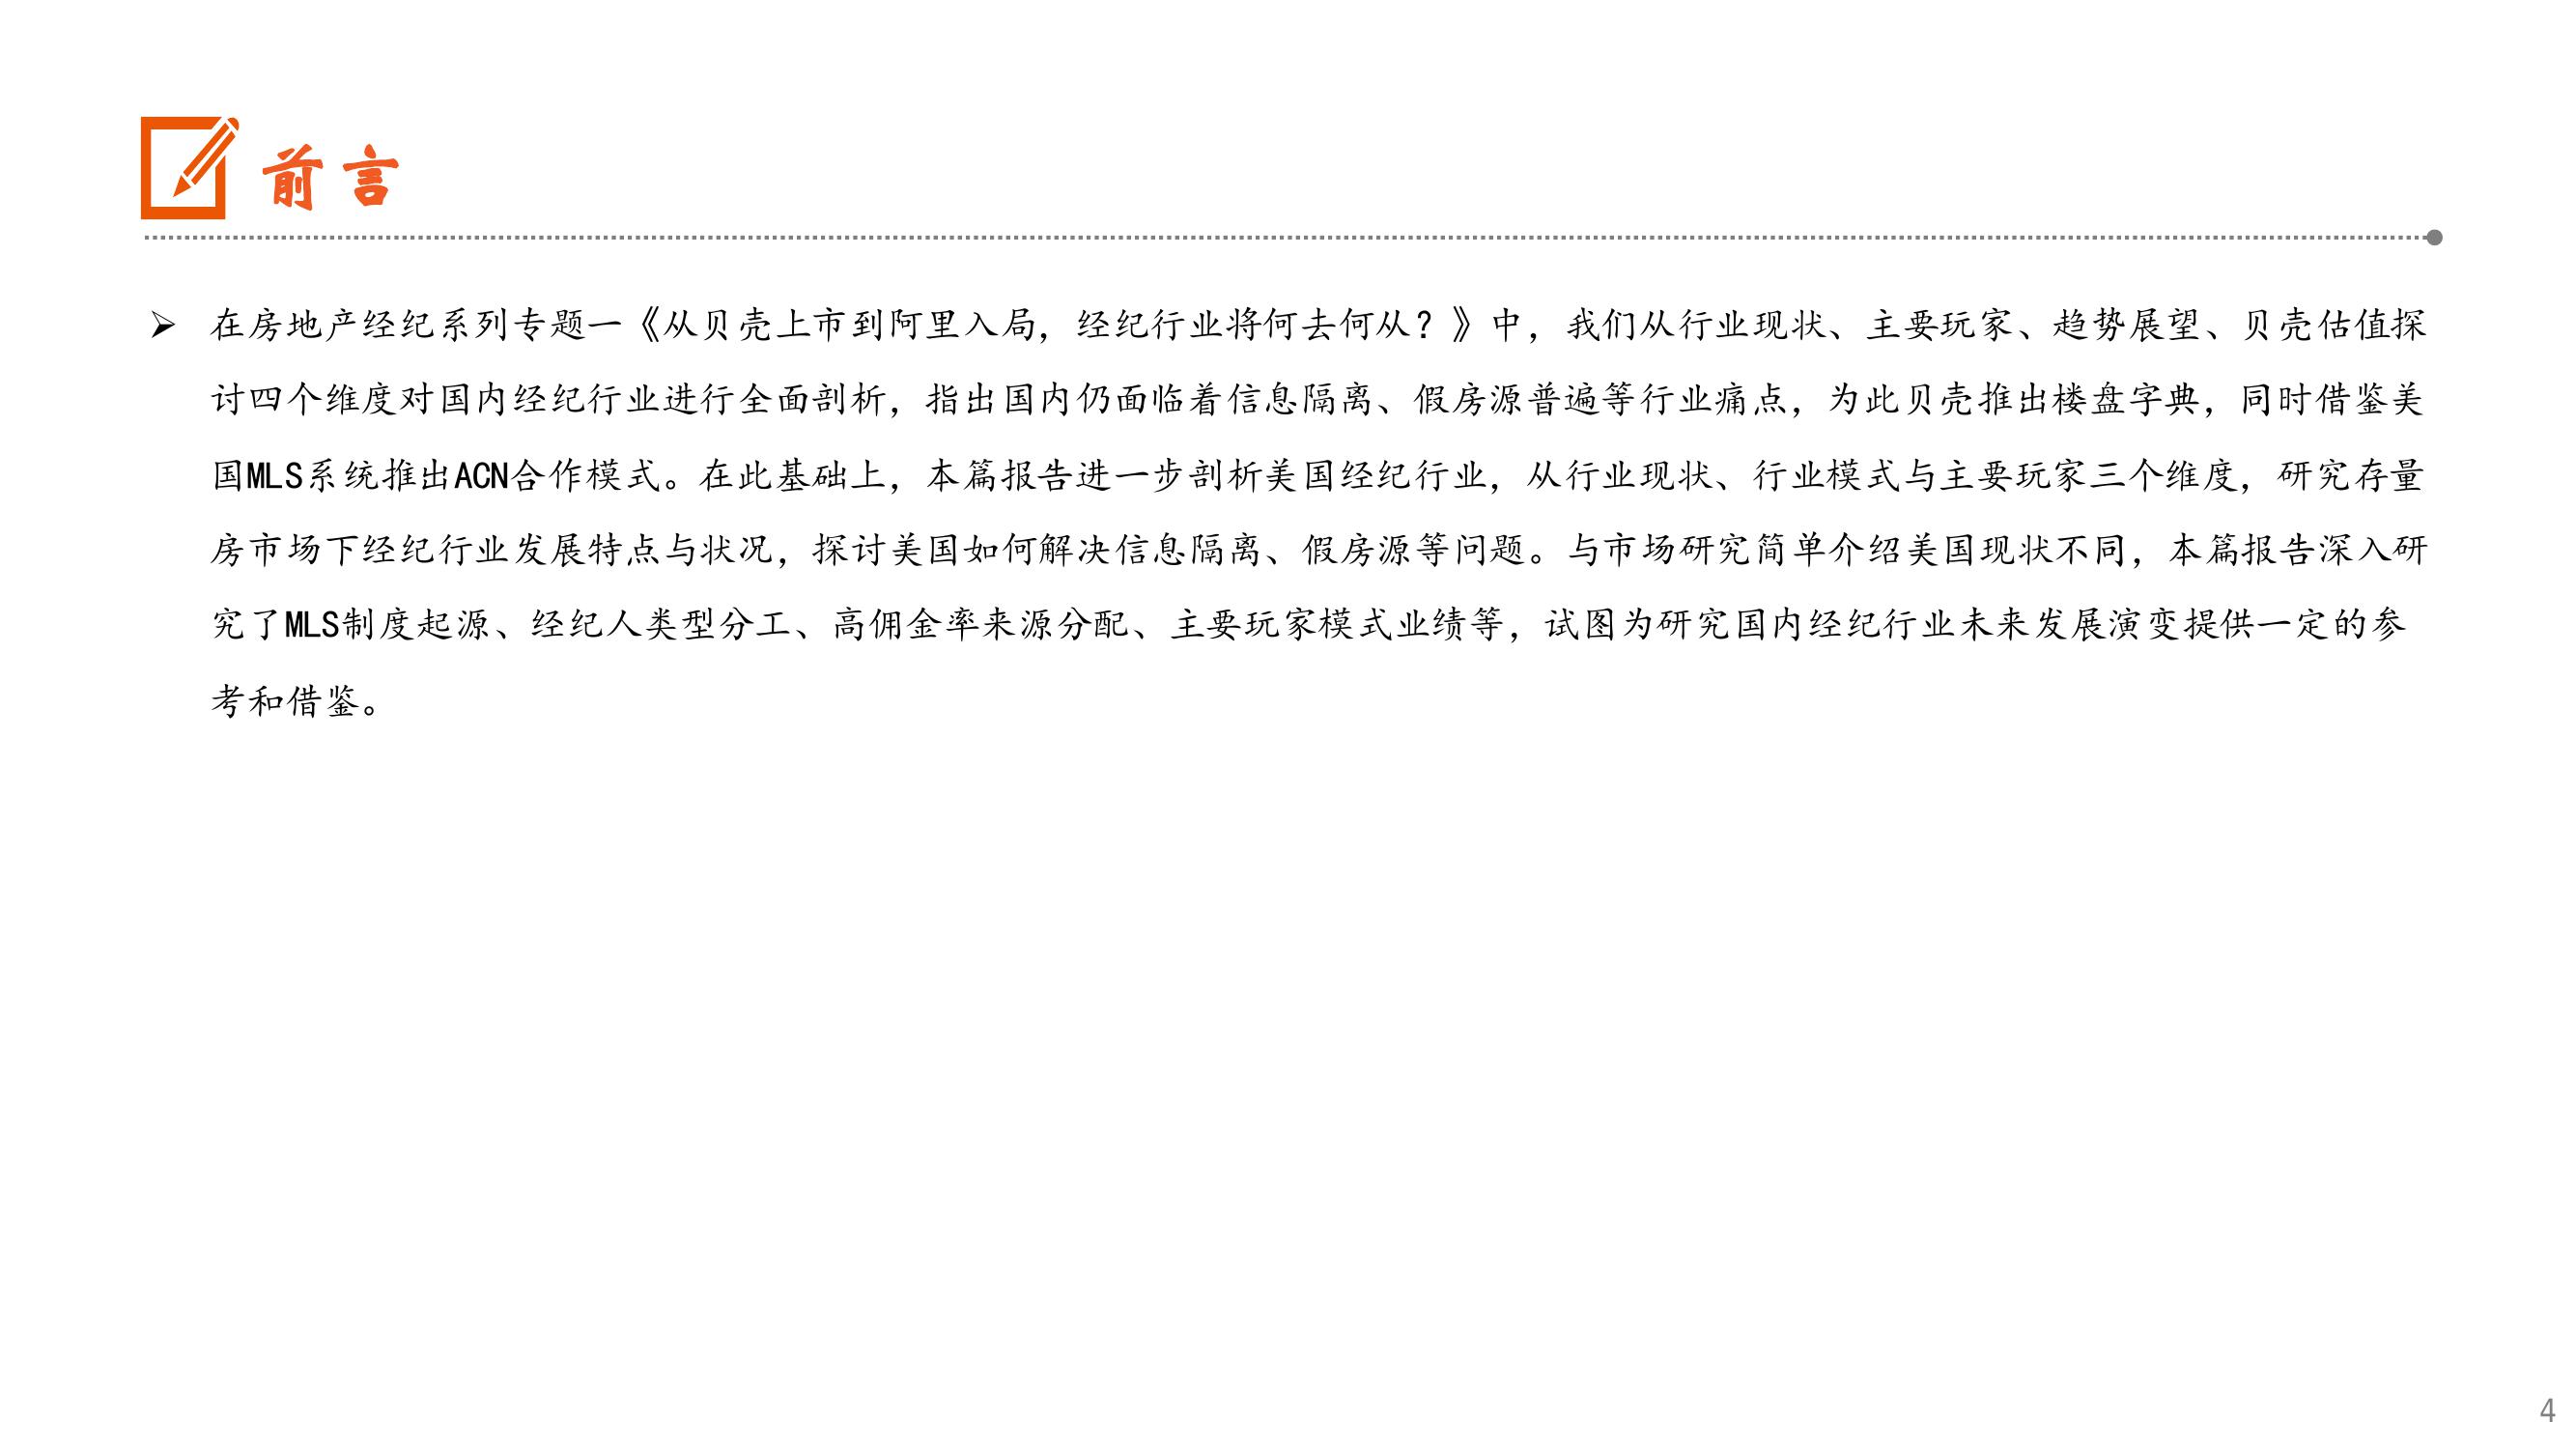 前言
➢ 在房地产经纪系列专题一《从贝壳上市到阿里入局，经纪行业将何去何从？》中，我们从行业现状、主要玩家、趋势展望、贝壳估值探
讨四个维度对国内经纪行业进行全面剖析，指出国内仍面临着信息隔离、假房源普遍等行业痛点，为此贝壳推出楼盘字典，同时借鉴美
国MLS系统推出ACN合作模式。在此基础上，本篇报告进一步剖析美国经纪行业，从行业现状、行业模式与主要玩家三个维度，研究存量
房市场下经纪行业发展特点与状况，探讨美国如何解决信息隔离、假房源等问题。与市场研究简单介绍美国现状不同，本篇报告深入研
究了MLS制度起源、经纪人类型分工、高佣金率来源分配、主要玩家模式业绩等，试图为研究国内经纪行业未来发展演变提供一定的参
考和借鉴。
4